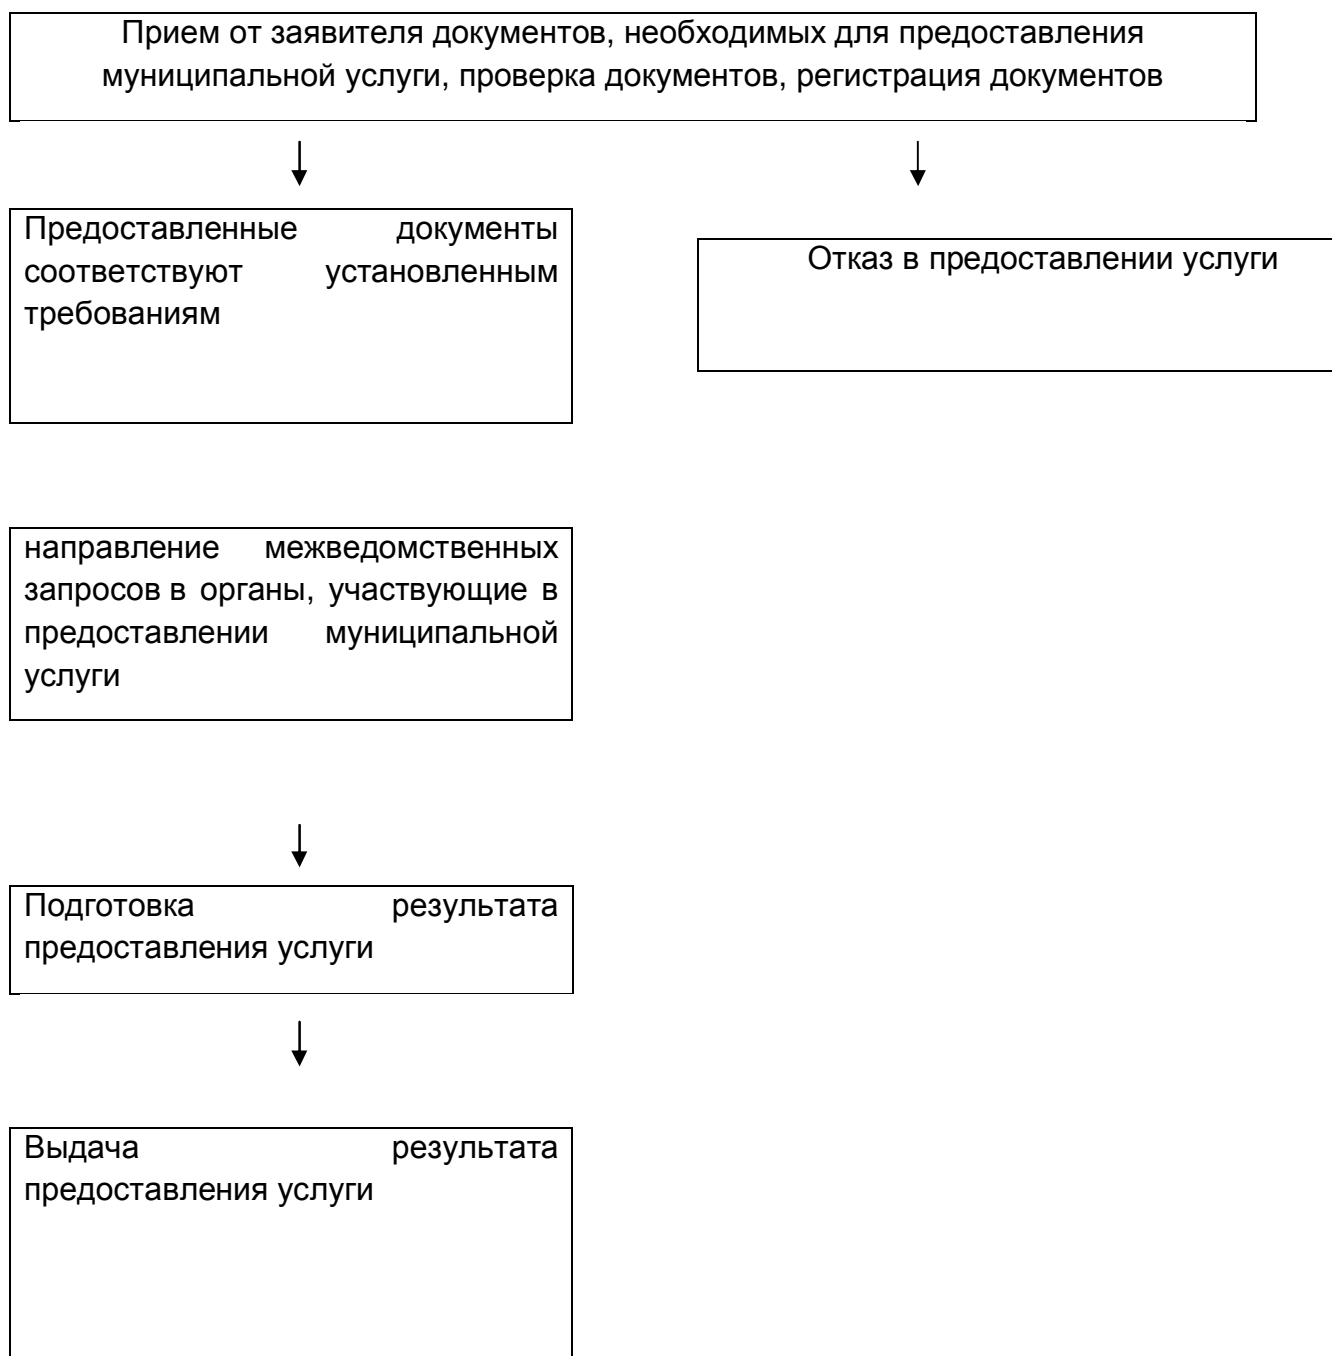 Прием от заявителя документов, необходимых для предоставления
муниципальной услуги, проверка документов, регистрация документов
Предоставленные документы
соответствуют установленным
требованиям
Отказ в предоставлении услуги
направление межведомственных
запросов в органы, участвующие в
предоставлении муниципальной
услуги
Подготовка результата
предоставления услуги
Выдача результата
предоставления услуги